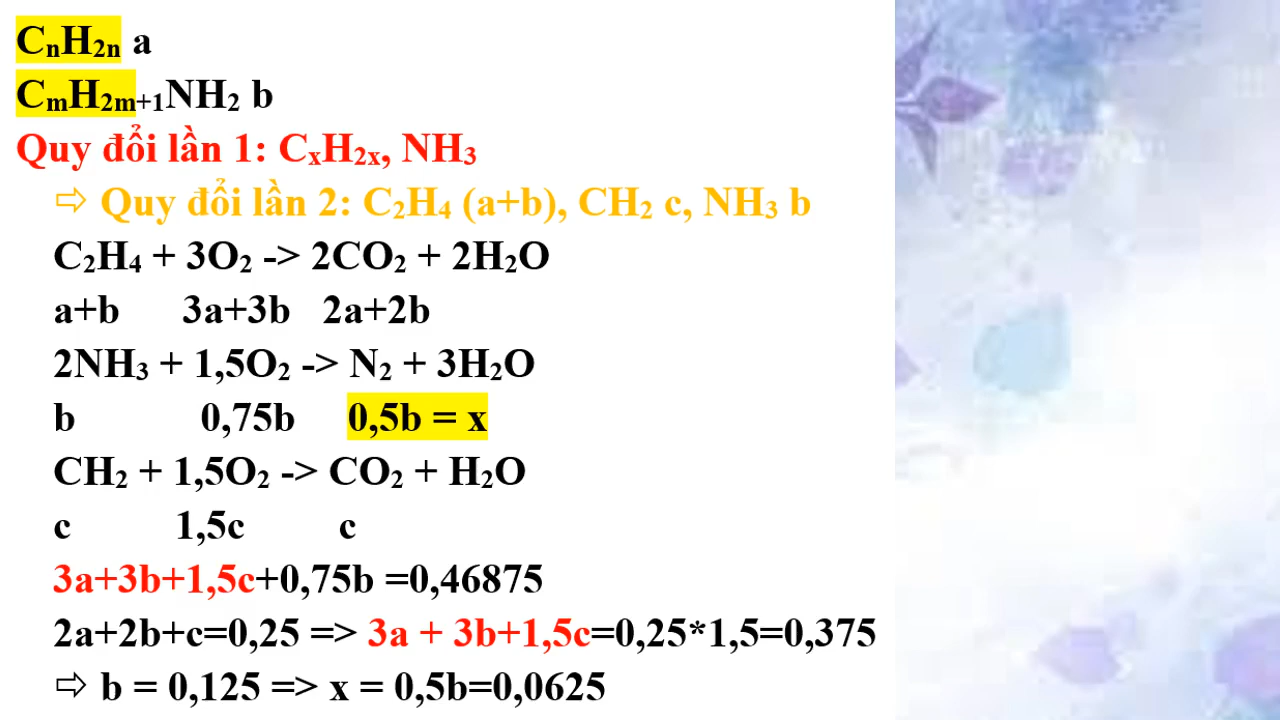 CₙH₂ₙ a
CₘH₂ₘ₊₁NH₂ b
Quy đổi lần 1: CₓH₂ₓ, NH₃
⇨ Quy đổi lần 2: C₂H₄ (a+b), CH₂ c, NH₃ b
C₂H₄ + 3O₂ -> 2CO₂ + 2H₂O
a+b 3a+3b 2a+2b
2NH₃ + 1,5O₂ -> N₂ + 3H₂O
b 0,75b 0,5b = x
CH₂ + 1,5O₂ -> CO₂ + H₂O
c 1,5c c
3a+3b+1,5c+0,75b =0,46875
2a+2b+c=0,25 => 3a + 3b+1,5c=0,25*1,5=0,375
⇨ b = 0,125 => x = 0,5b=0,0625